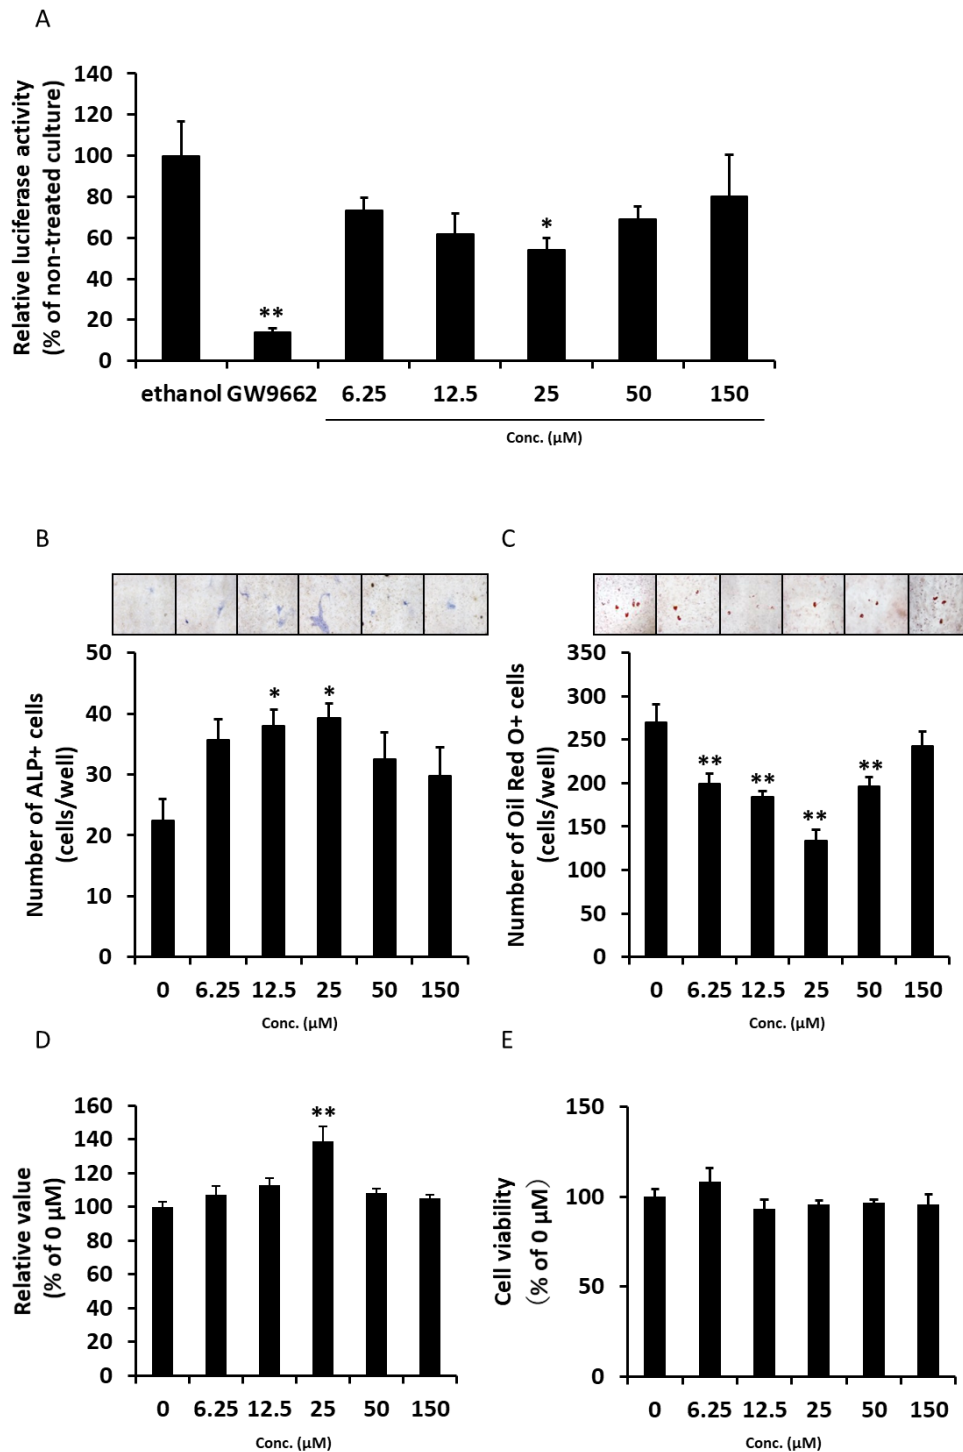 A
Relative luciferase activity
(% of non-treated culture)
140
120
100
80
60
40
20
0
**
*
ethanol GW9662 6.25 12.5 25 50 150
Conc. (μM)
B
Number of ALP+ cells
(cells/well)
50
40
30
20
10
0
* *
0 6.25 12.5 25 50 150
Conc. (μM)
C
Number of Oil Red O+ cells
(cells/well)
350
300
250
200
150
100
50
0
** ** ** **
0 6.25 12.5 25 50 150
Conc. (μM)
D
Relative value
(% of 0 μM)
160
140
120
100
80
60
40
20
0
**
0 6.25 12.5 25 50 150
Conc. (μM)
E
Cell viability
(% of 0 μM)
150
100
50
0
0 6.25 12.5 25 50 150
Conc. (μM)